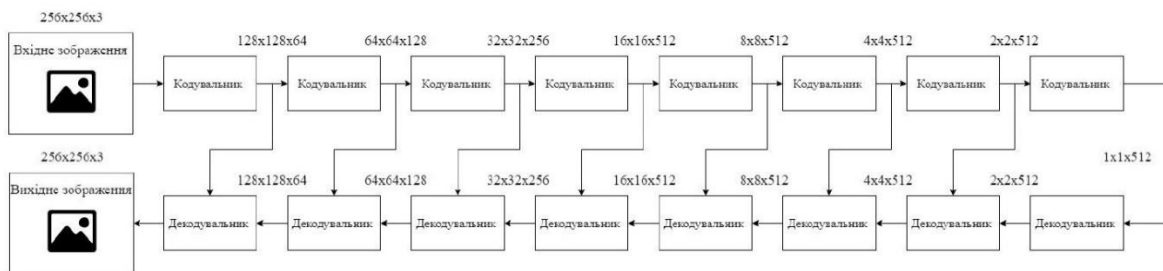 256x256x3
Вхідне зображення
128x128x64
64x64x128
32x32x256
16x16x512
8x8x512
4x4x512
2x2x512
Кодувальник
Кодувальник
Кодувальник
Кодувальник
Кодувальник
Кодувальник
Кодувальник
Кодувальник
256x256x3
1x1x512
Вихідне зображення
128x128x64
64x64x128
32x32x256
16x16x512
8x8x512
4x4x512
2x2x512
Декодувальник
Декодувальник
Декодувальник
Декодувальник
Декодувальник
Декодувальник
Декодувальник
Декодувальник